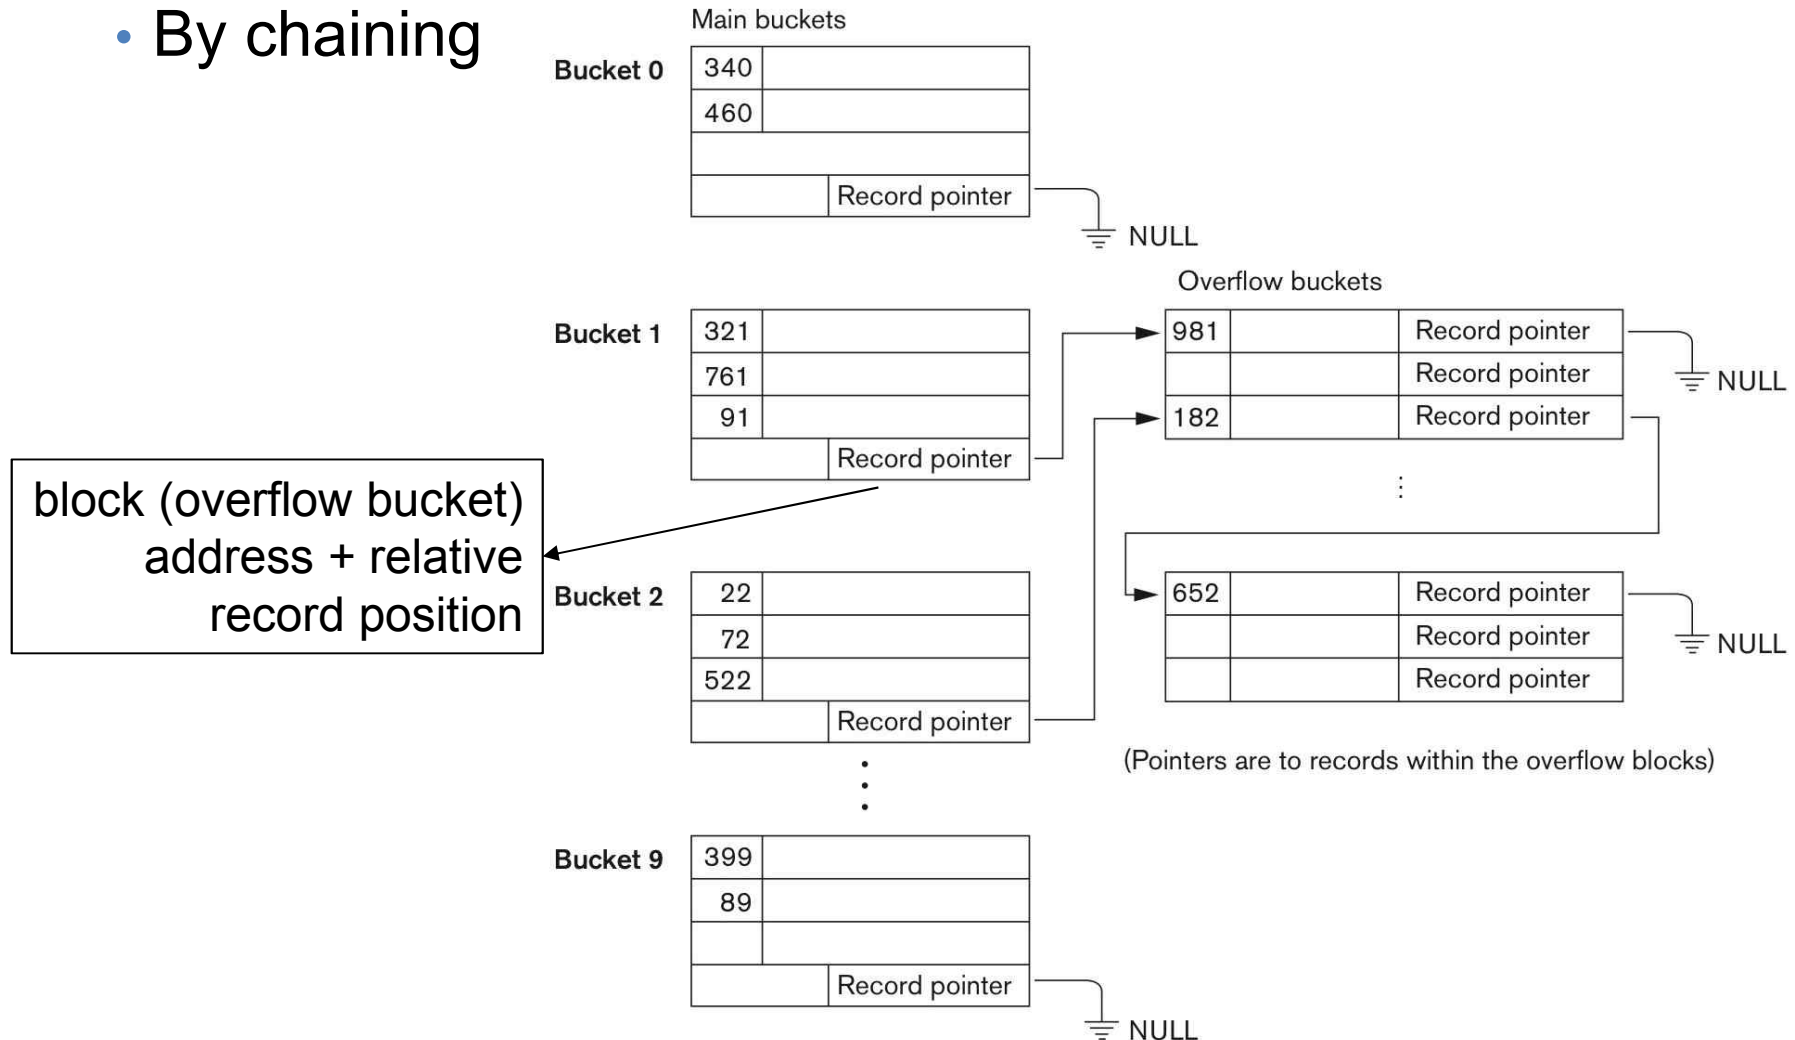 • By chaining
Main buckets
Bucket 0
340
460
Record pointer
NULL
Overflow buckets
Bucket 1
321
761
91
Record pointer
981 Record pointer
Record pointer
182 Record pointer
NULL
block (overflow bucket)
address + relative
record position
Bucket 2
22
72
522
Record pointer
652 Record pointer
Record pointer
Record pointer
NULL
(Pointers are to records within the overflow blocks)
Bucket 9
399
89
Record pointer
NULL